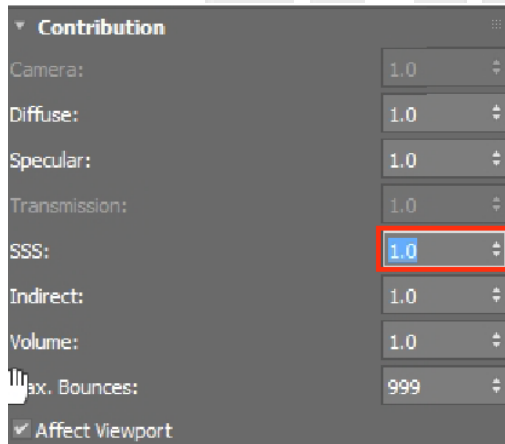 Contribution
Camera: 1.0
Diffuse: 1.0
Specular: 1.0
Transmission: 1.0
SSS: 1.0
Indirect: 1.0
Volume: 1.0
ax. Bounces: 999
Affect Viewport